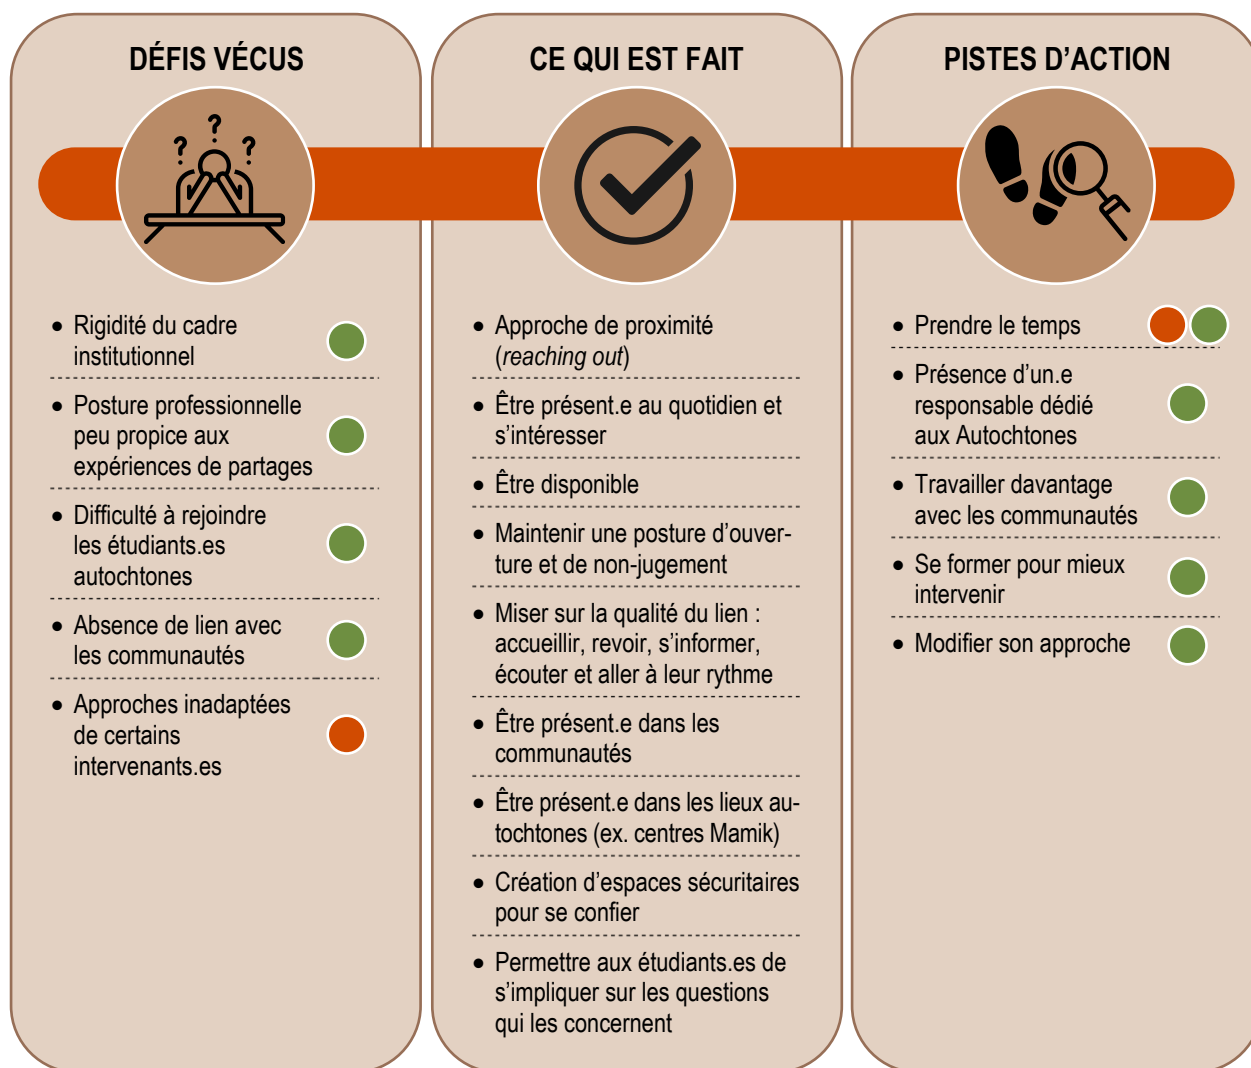 DÉFIS VÉCUS
? ? ?
• Rigidité du cadre
institutionnel
• Posture professionnelle
peu propice aux
expériences de partages
• Difficulté à rejoindre
les étudiants.es
autochtones
• Absence de lien avec
les communautés
• Approches inadaptées
de certains
intervenants.es
CE QUI EST FAIT
• Approche de proximité
(reaching out)
• Être présent.e au quotidien et
s’intéresser
• Être disponible
• Maintenir une posture d’ouver-
ture et de non-jugement
• Miser sur la qualité du lien :
accueillir, revoir, s’informer,
écouter et aller à leur rythme
• Être présent.e dans les
communautés
• Être présent.e dans les lieux au-
tochtones (ex. centres Mamik)
• Création d’espaces sécuritaires
pour se confier
• Permettre aux étudiants.es de
s’impliquer sur les questions
qui les concernent
PISTES D’ACTION
• Prendre le temps
• Présence d’un.e
responsable dédié
aux Autochtones
• Travailler davantage
avec les communautés
• Se former pour mieux
intervenir
• Modifier son approche